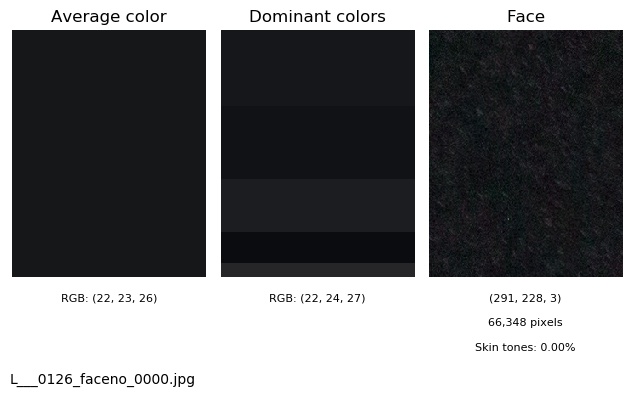 Average color
Dominant colors
Face
RGB: (22, 23, 26)
RGB: (22, 24, 27)
(291, 228, 3)
66,348 pixels
Skin tones: 0.00%
L___0126_faceno_0000.jpg